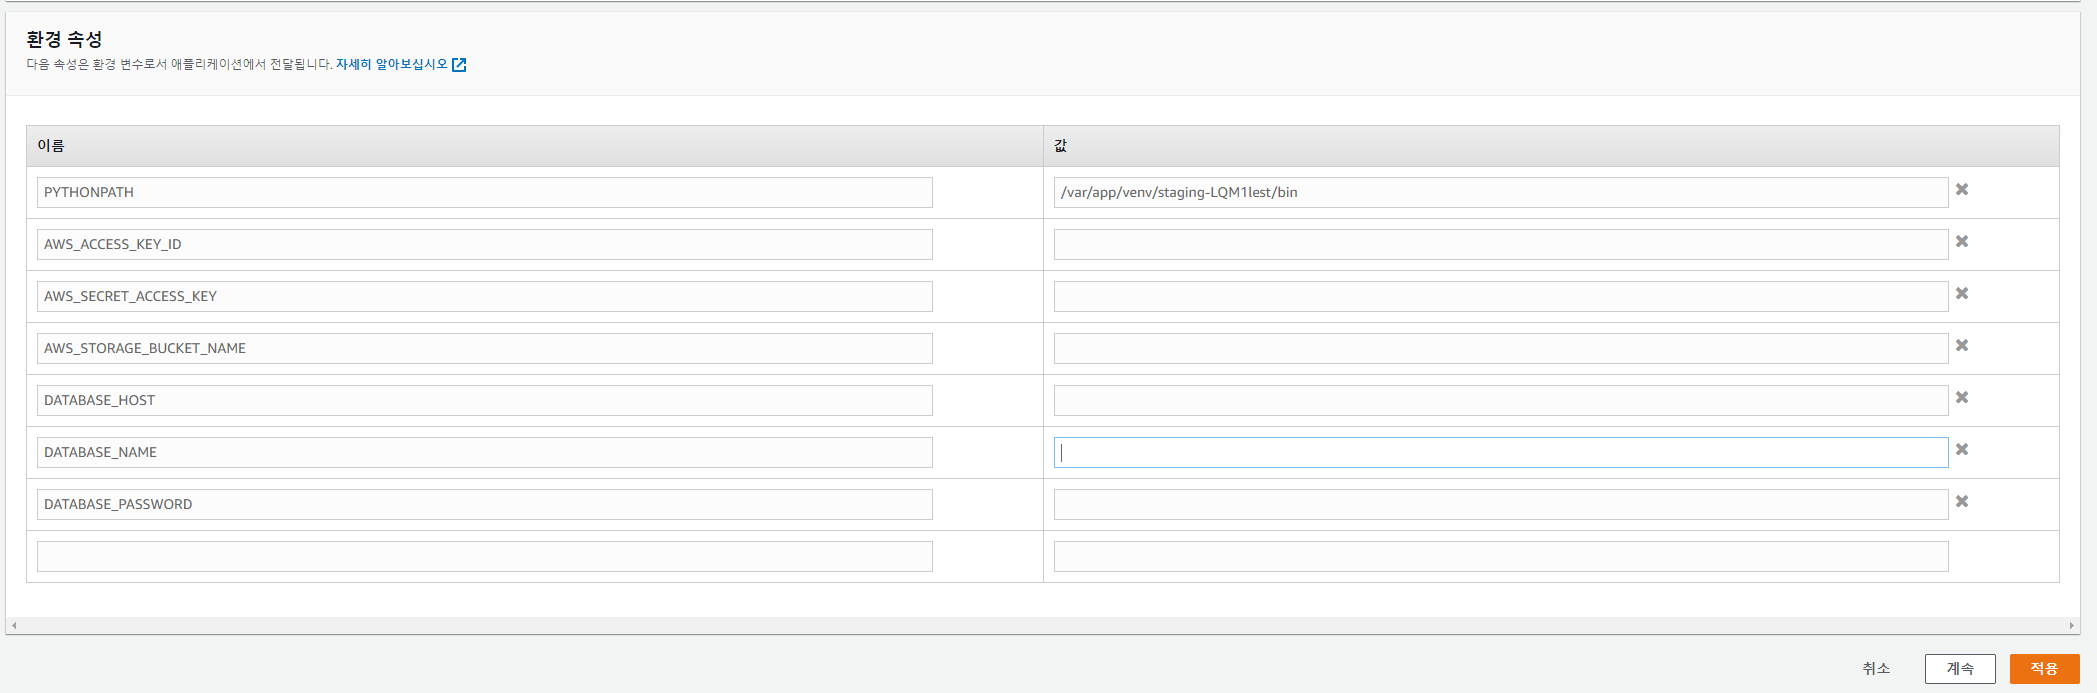 환경 속성
다음 속성은 환경 변수로서 애플리케이션에서 전달됩니다. 자세히 알아보십시오
이름 값
PYTHONPATH /var/app/venv/staging-LQM1lest/bin
AWS_ACCESS_KEY_ID
AWS_SECRET_ACCESS_KEY
AWS_STORAGE_BUCKET_NAME
DATABASE_HOST
DATABASE_NAME
DATABASE_PASSWORD
취소 계속 적용